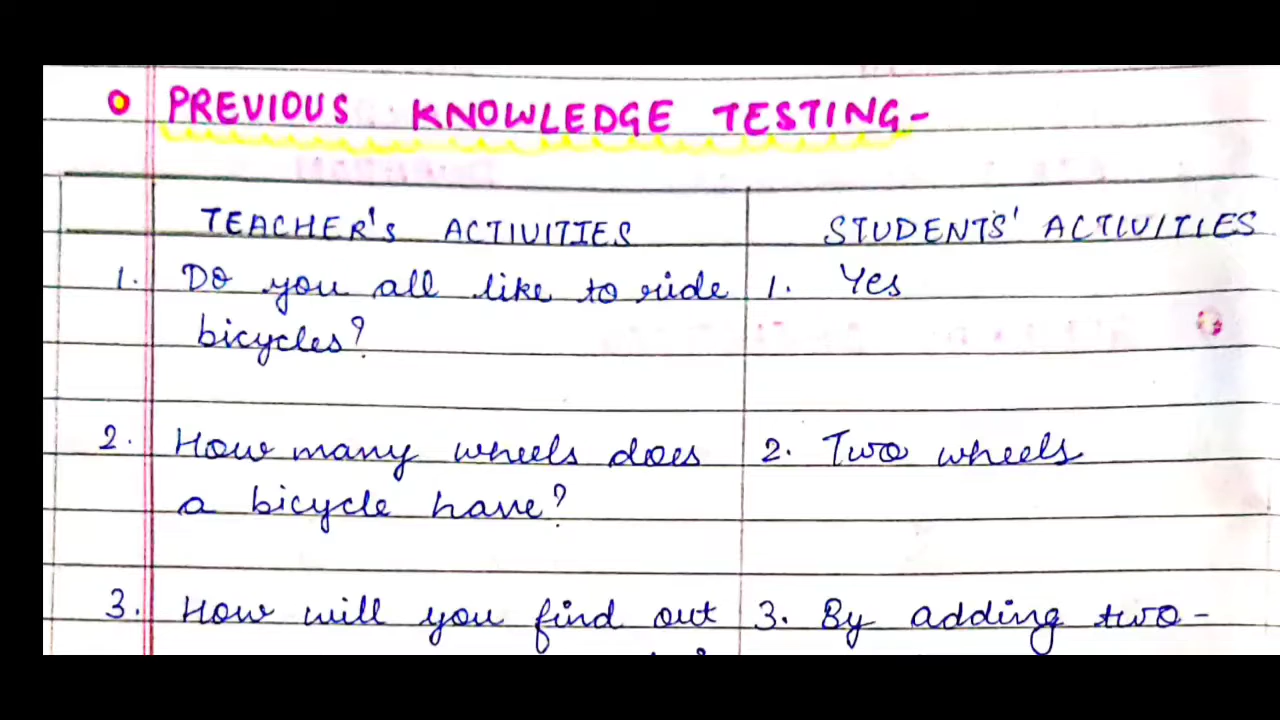 PREVIOUS KNOWLEDGE TESTING-
TEACHER's ACTIVITIES STUDENTS' ACTIVITIES
1. Do you all like to ride 1. Yes
bicycles?
2. How many wheels does 2. Two wheels
a bicycle have?
3. How will you find out 3. By adding two-